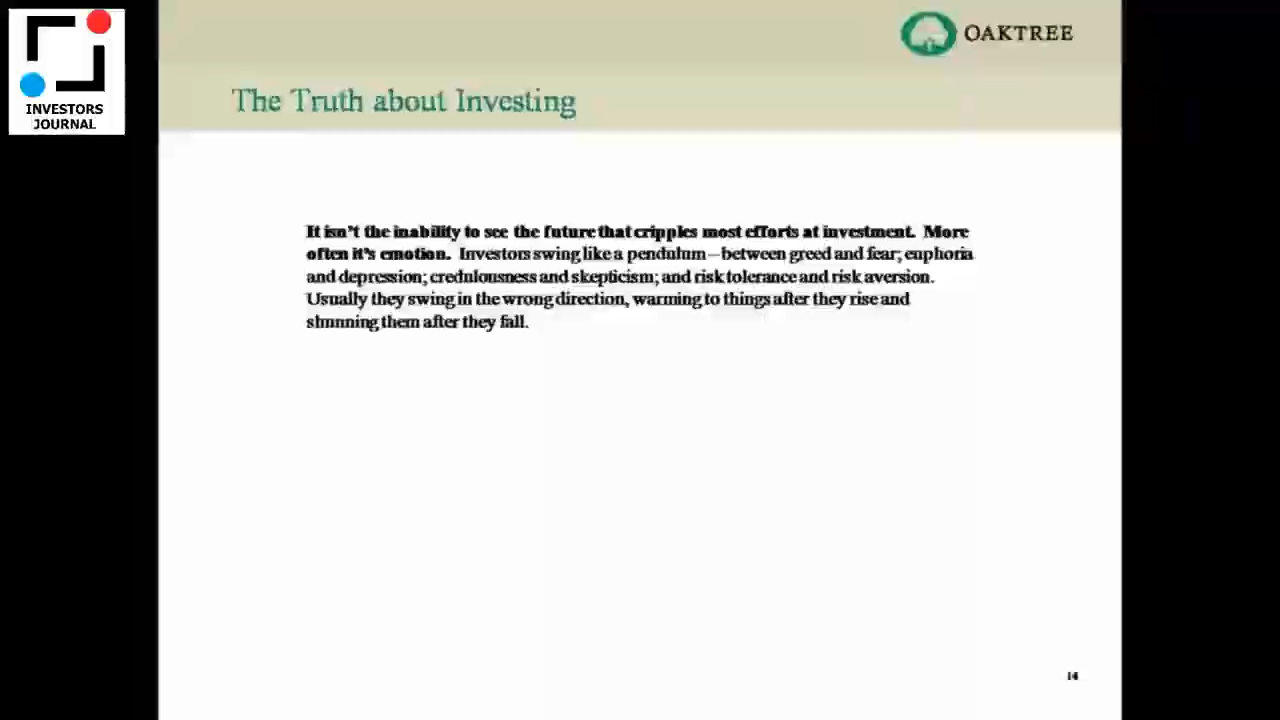 INVESTORS
JOURNAL
OAKTREE
The Truth about Investing
It isn't the inability to see the future that cripples most efforts at investment. More
often it's emotion. Investors swing like a pendulum—between greed and fear; euphoria
and depression; credulousness and skepticism; and risk tolerance and risk aversion.
Usually they swing in the wrong direction, warming to things after they rise and
shunning them after they fall.
14